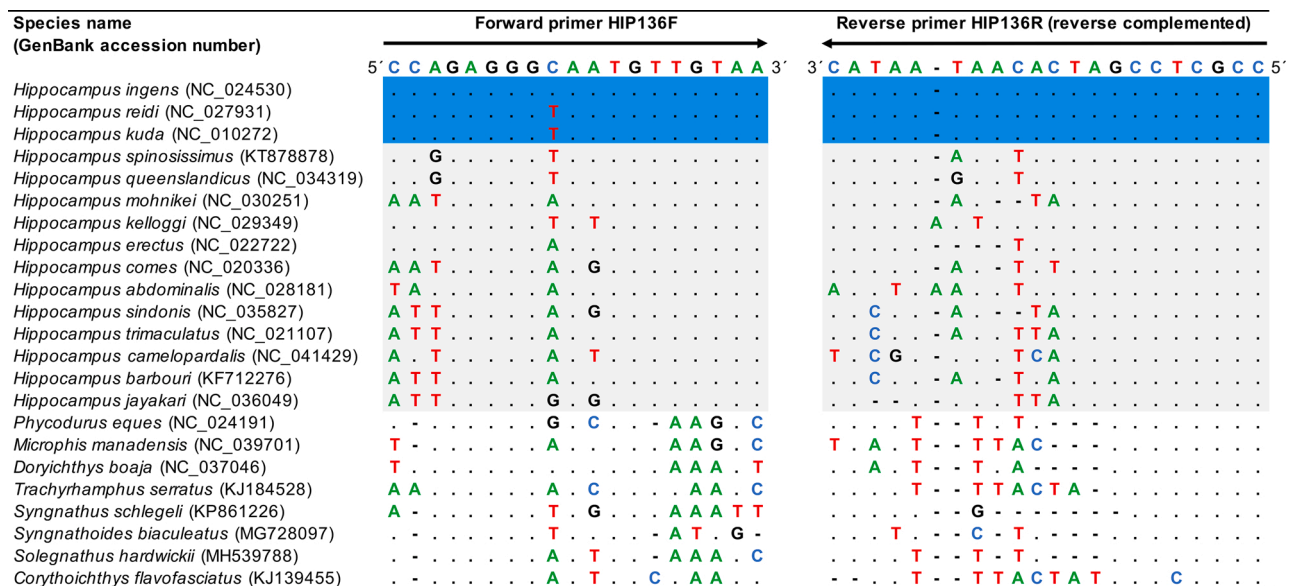 Species name
(GenBank accession number)
Forward primer HIP136F
Reverse primer HIP136R (reverse complemented)
5´ C C A G A G G G C A A T G T T G T A A 3´ 3´ C A T A A - T A A C A C T A G C C T C G C C 5´
Hippocampus ingens (NC_024530) . . . . . . . . . . . . . . . . . . . . . . . . - . . . . . . . . . . . . . . . .
Hippocampus reidi (NC_027931) . . . . . . . . T . . . . . . . . . . . . . . . - . . . . . . . . . . . . . . . .
Hippocampus kuda (NC_010272) . . . . . . . . T . . . . . . . . . . . . . . . - . . . . . . . . . . . . . . . .
Hippocampus spinosissimus (KT878878) . . G . . . . . T . . . . . . . . . . . . . . . - A . . T . . . . . . . . . . . .
Hippocampus queenslandicus (NC_034319) . . G . . . . . T . . . . . . . . . . . . . . . - G . . T . . . . . . . . . . . .
Hippocampus mohnikei (NC_030251) A A T . . . . . A . . . . . . . . . . . . . . . - A . - - T A . . . . . . . . . .
Hippocampus kelloggi (NC_029349) . . . . . . . . T . T . . . . . . . . . . . . . A . T . . . . . . . . . . . . . .
Hippocampus erectus (NC_022722) . . . . . . . . A . . . . . . . . . . . . . . . - - - - T . . . . . . . . . . . .
Hippocampus comes (NC_020336) A A T . . . . . A . G . . . . . . . . . . . . . . A . - T . T . . . . . . . . . .
Hippocampus abdominalis (NC_028181) T A . . . . . . A . . . . . . . . . . A . . T . A A . . T . . . . . . . . . . . .
Hippocampus sindonis (NC_035827) A T T . . . . . A . G . . . . . . . . . . C . . - A . - - T A . . . . . . . . . .
Hippocampus trimaculatus (NC_021107) A T T . . . . . A . . . . . . . . . . . . C . . - A . . T T A . . . . . . . . . .
Hippocampus camelopardalis (NC_041429) A . T . . . . . A . T . . . . . . . . T . C G . - . . . T C A . . . . . . . . . .
Hippocampus barbouri (KF712276) A T T . . . . . A . . . . . . . . . . . . C . . - A . - T . A . . . . . . . . . .
Hippocampus jayakari (NC_036049) A T T . . . . . G . G . . . . . . . . . . - - . - . . . T T A . . . . . . . . . .
Phycodurus eques (NC_024191) . - . . . . . . G . C . . - A A G . C . . . . T - - T . T . - - - . . . . . . . .
Microphis manadensis (NC_039701) T - . . . . . . A . . . . . A A G . C T . A . T - - T T A C - - - . . . . . . . .
Doryichthys boaja (NC_037046) T . . . . . . . . . . . . . A A A . T . . A . T - - T . A - - - - . . . . . . . .
Trachyrhamphus serratus (KJ184528) A A . . . . . . A . C . . . . A A . C . . . . T - - T T A C T A - . . . . . . . .
Syngnathus schlegeli (KP861226) A - . . . . . . T . G . . . A A A T T . . . . . - - G - - - - - - - . . . . . . .
Syngnathoides biaculeatus (MG728097) . - . . . . . . T . . . . - A T . G - . . . T . - - C - T . . . . . . . . . . . .
Solegnathus hardwickii (MH539788) . - . . . . . . A . T . . - A A A . C . . . . T - - T - T . . . . . . . . . . . .
Corythoichthys flavofasciatus (KJ139455) . - . . . . . . A . T . . C . A A . . - - . . T - - T T A C T A T . . . C . . . .